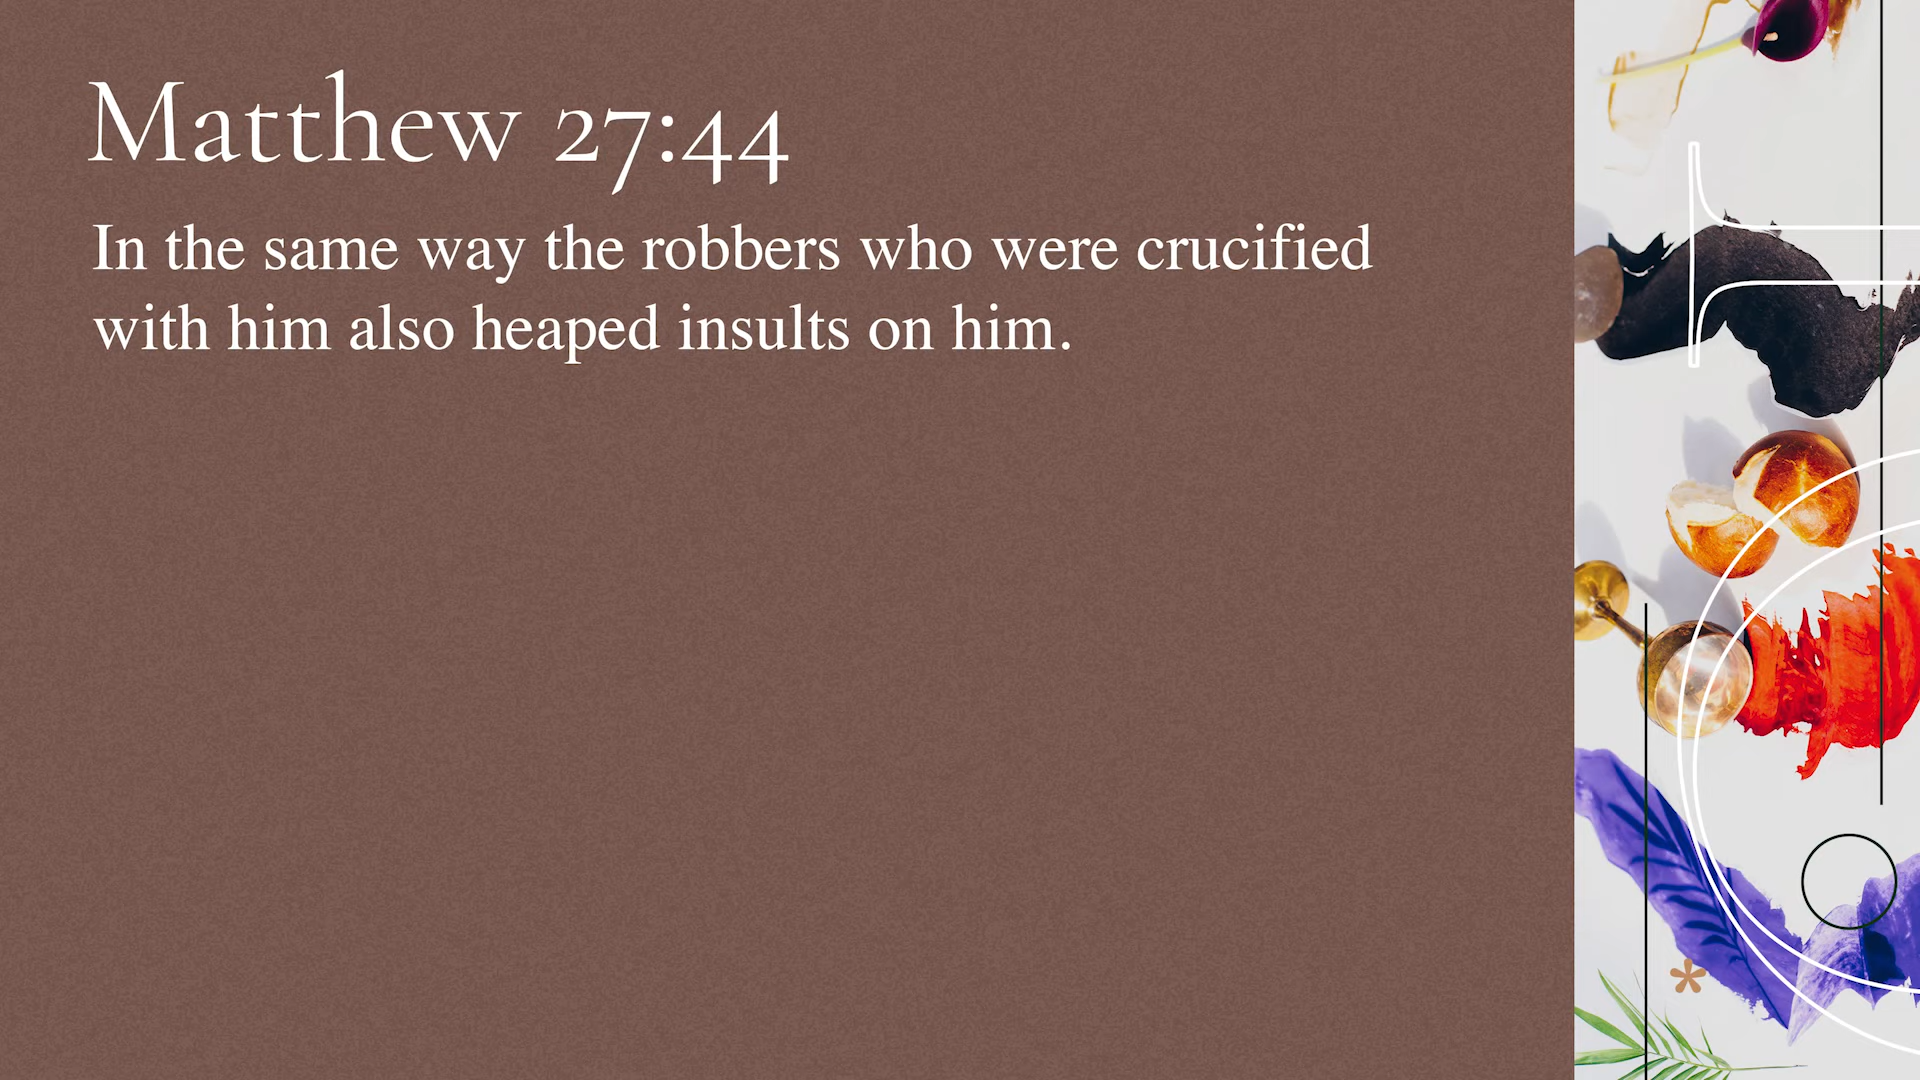 Matthew 27:44
In the same way the robbers who were crucified
with him also heaped insults on him.